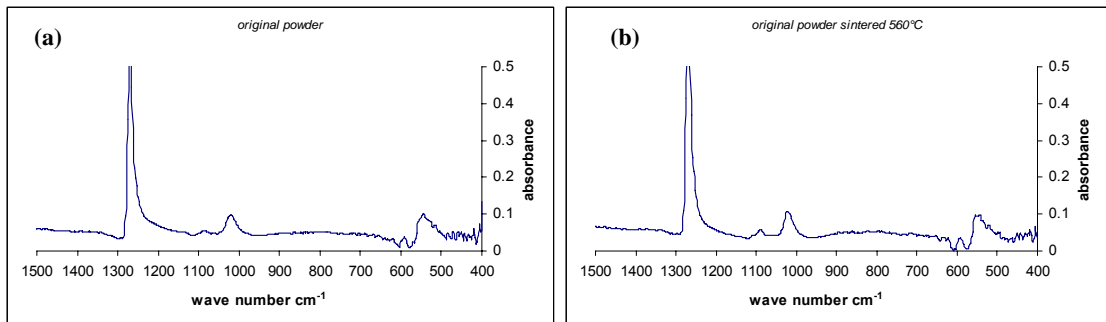 (a)
original powder
0.5
0.4
0.3
0.2
0.1
0
absorbance
1500 1400 1300 1200 1100 1000 900 800 700 600 500 400
wave number cm⁻¹
(b)
original powder sintered 560°C
0.5
0.4
0.3
0.2
0.1
0
absorbance
1500 1400 1300 1200 1100 1000 900 800 700 600 500 400
wave number cm⁻¹